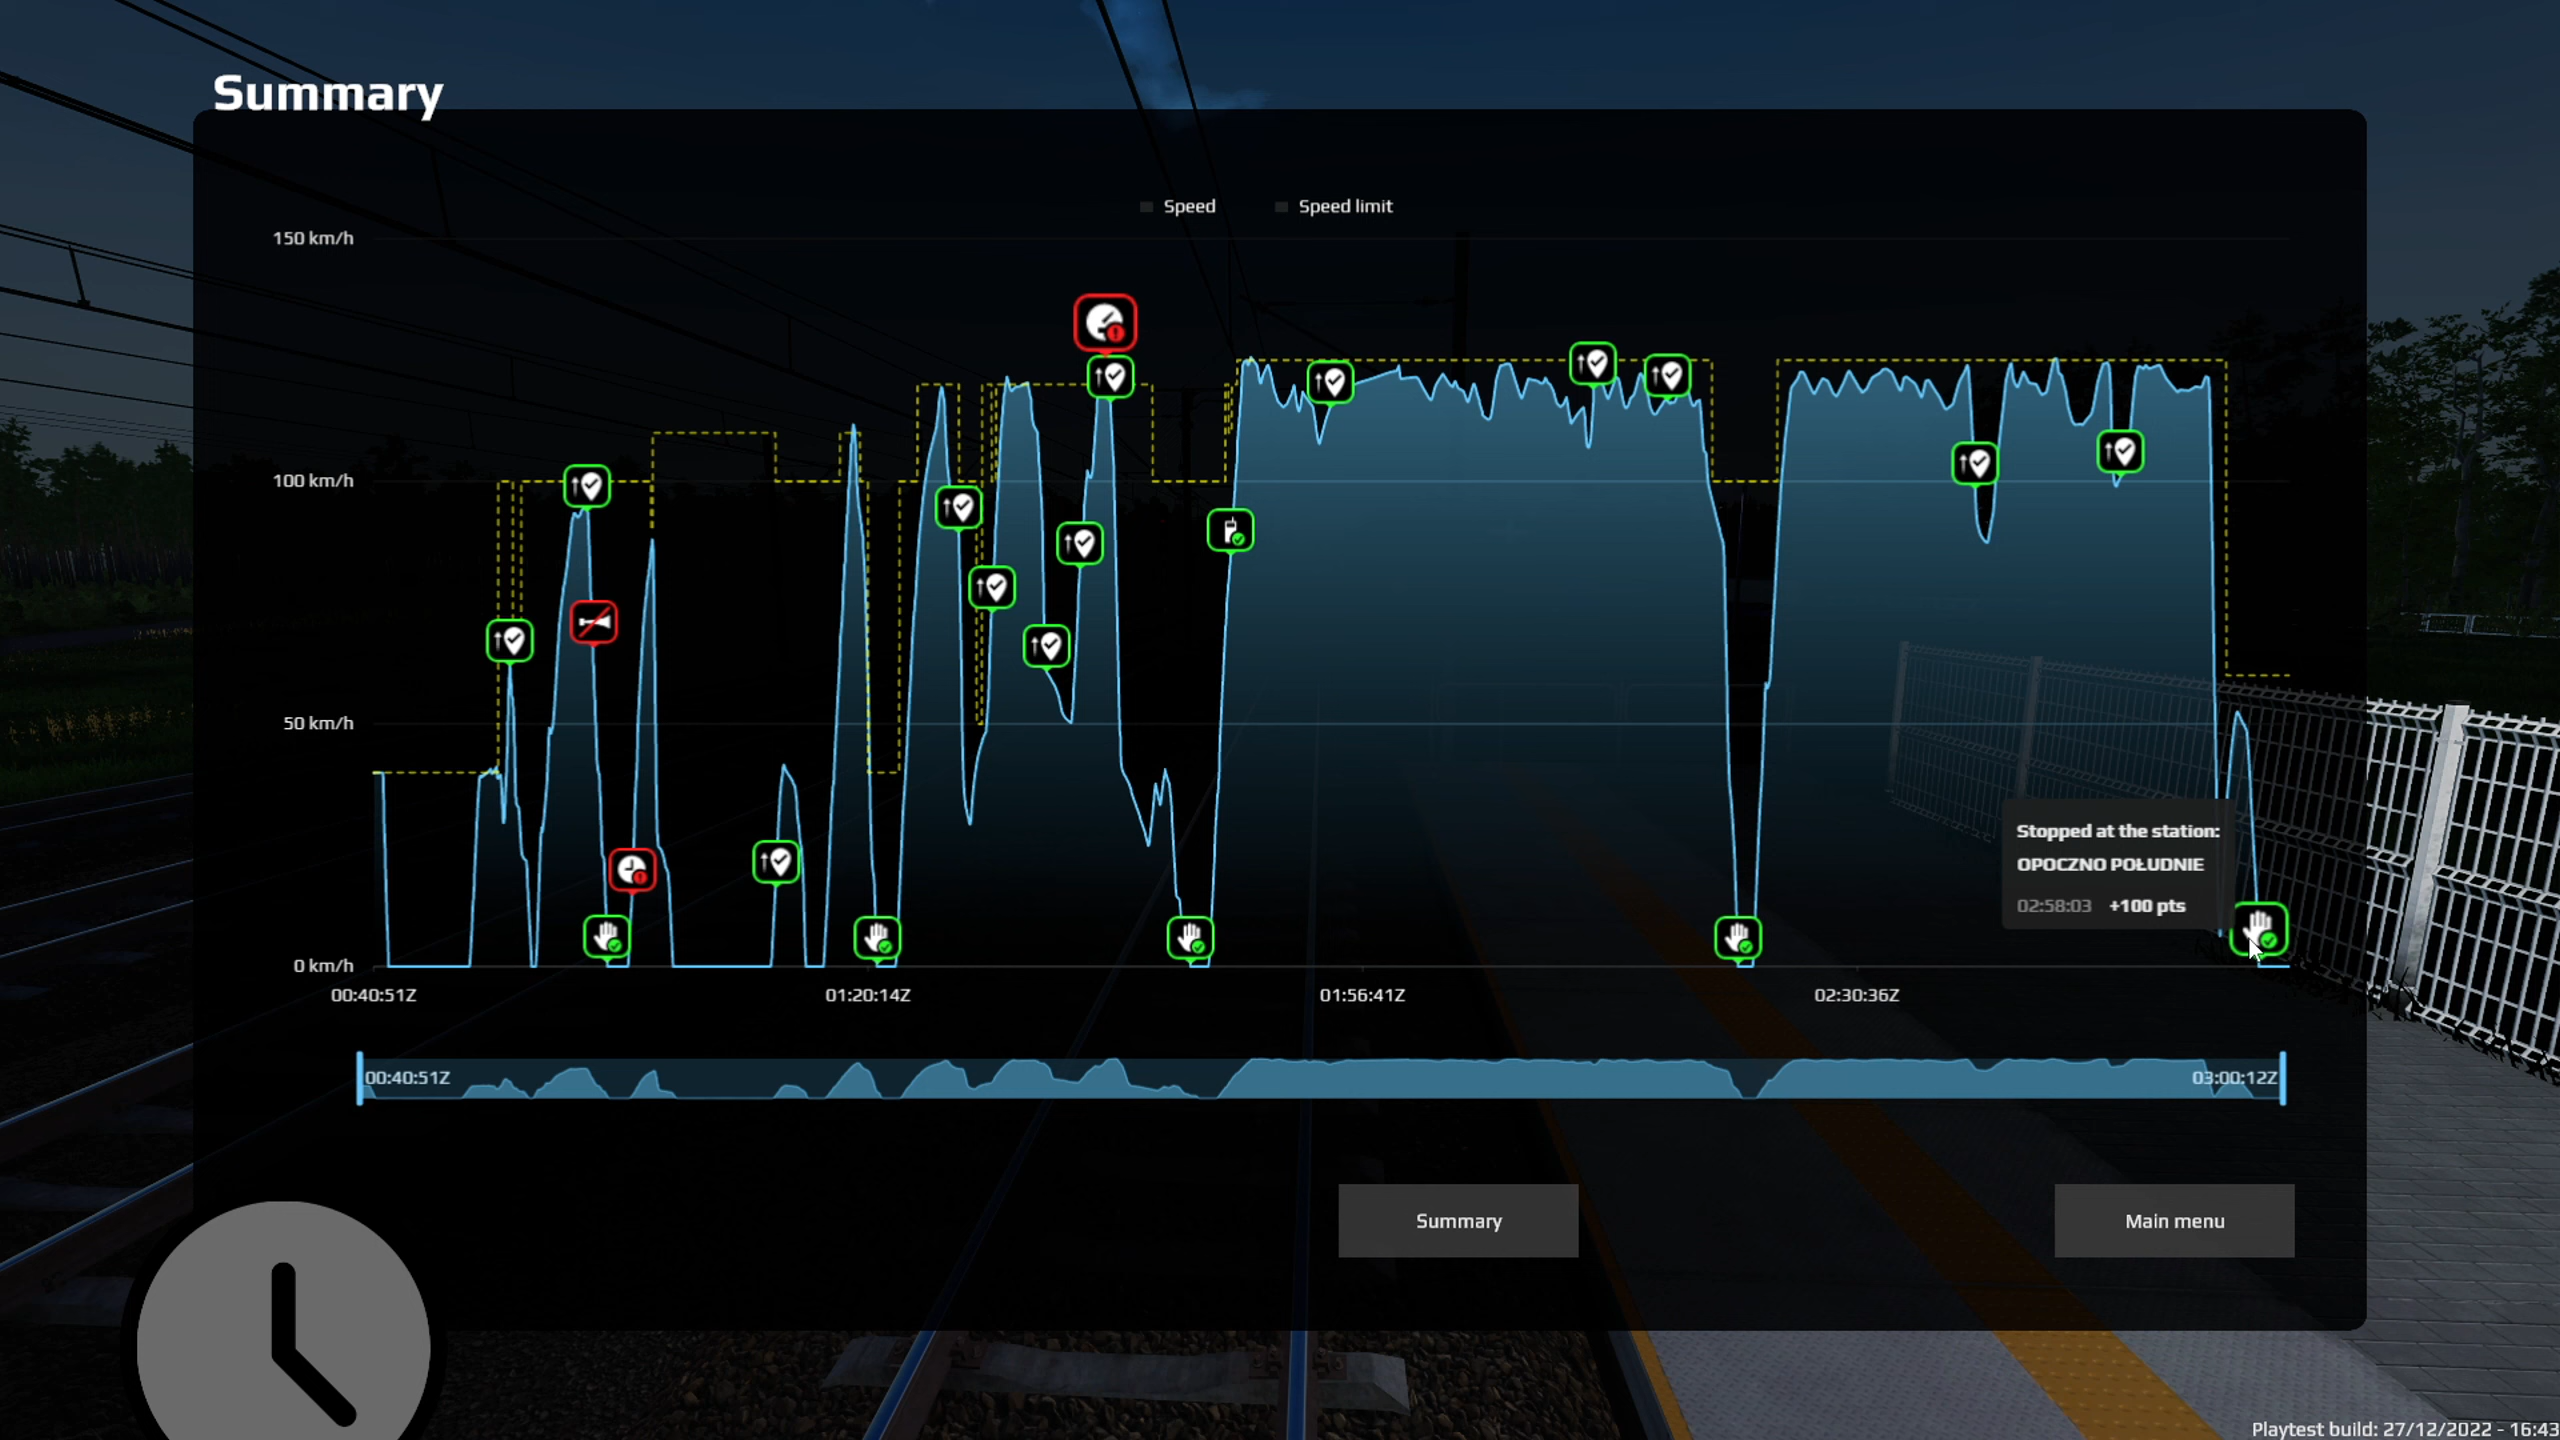 Summary
Speed
Speed limit
150 km/h
100 km/h
50 km/h
0 km/h
Stopped at the station:
OPOCZNO POŁUDNIE
02:58:03 +100 pts
00:40:51Z
01:20:14Z
01:56:41Z
02:30:36Z
00:40:51Z
03:00:12Z
Summary
Main menu
Playtest build: 27/12/2022 - 16:43